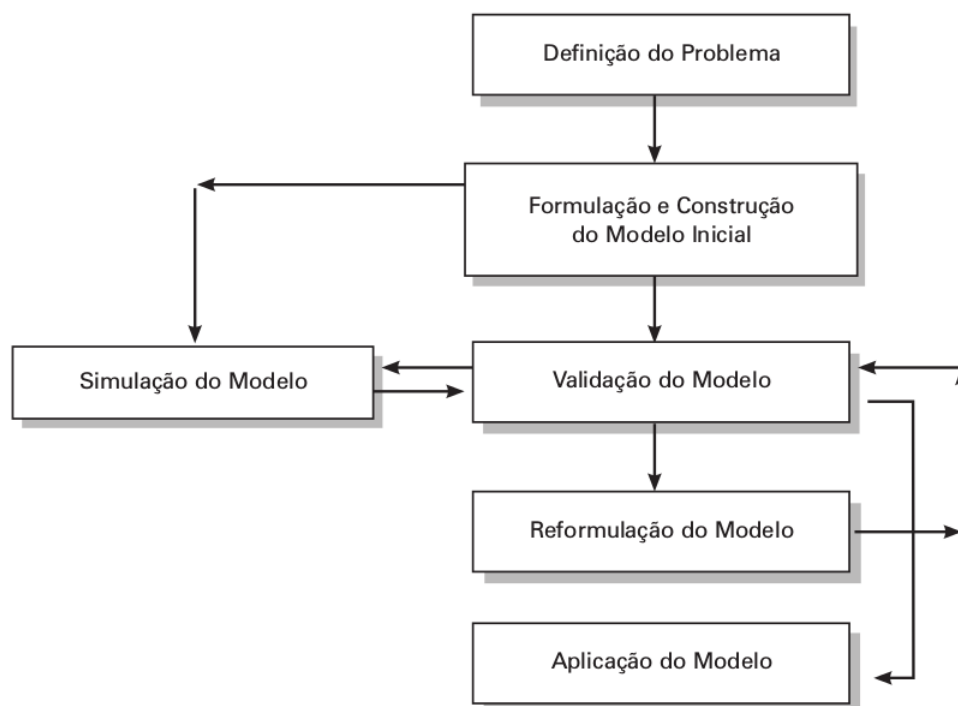 Definição do Problema
Formulação e Construção
do Modelo Inicial
Simulação do Modelo
Validação do Modelo
Reformulação do Modelo
Aplicação do Modelo